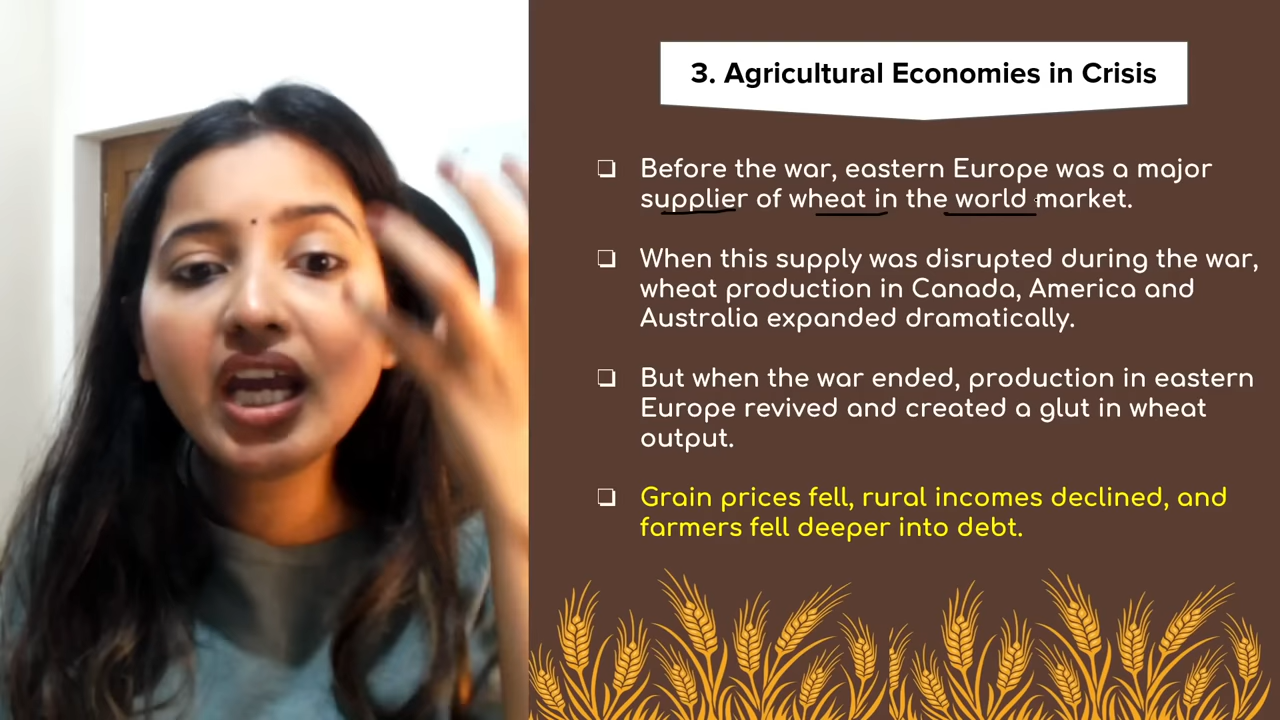 3. Agricultural Economies in Crisis
Before the war, eastern Europe was a major
supplier of wheat in the world market.
When this supply was disrupted during the war,
wheat production in Canada, America and
Australia expanded dramatically.
But when the war ended, production in eastern
Europe revived and created a glut in wheat
output.
Grain prices fell, rural incomes declined, and
farmers fell deeper into debt.